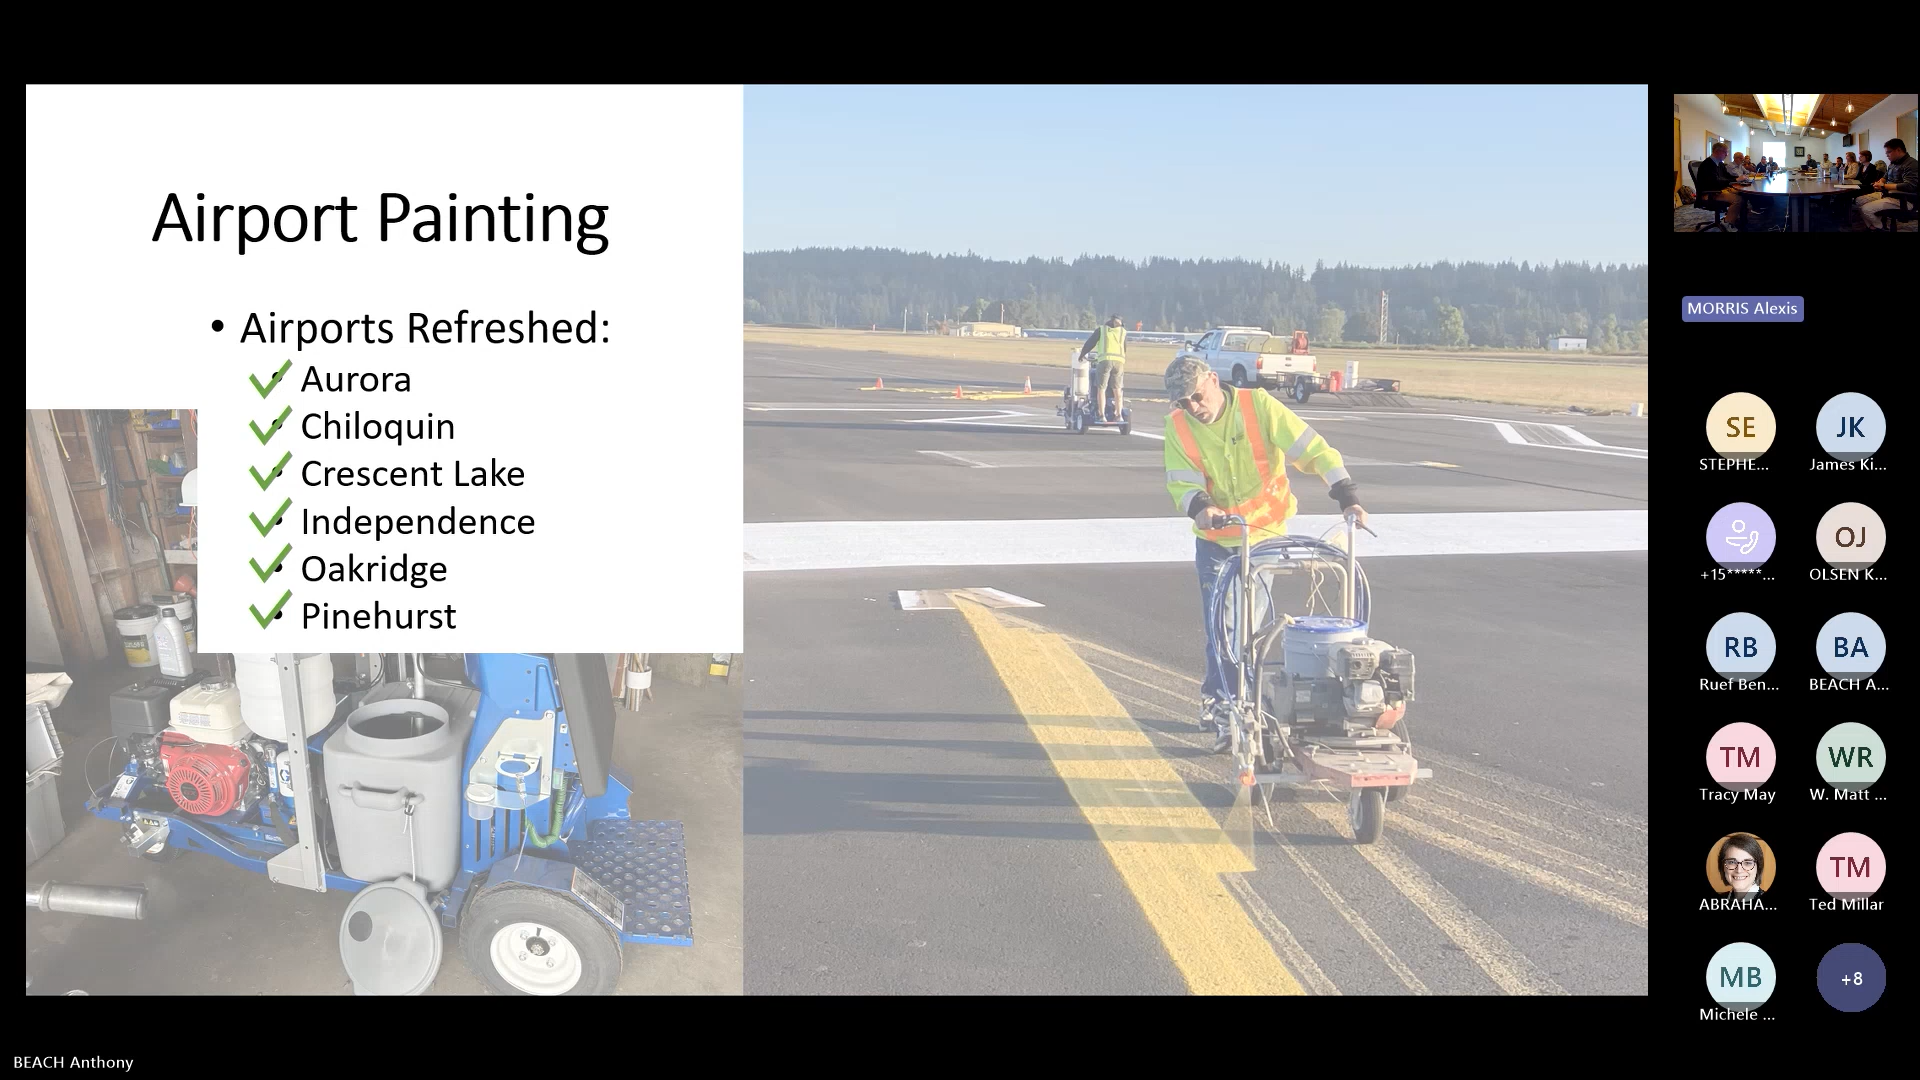 Airport Painting
• Airports Refreshed:
Aurora
Chiloquin
Crescent Lake
Independence
Oakridge
Pinehurst
MORRIS Alexis
SE
STEPHE...
JK
James Ki...
+15*****...
OJ
OLSEN K...
RB
Ruef Ben...
BA
BEACH A...
TM
Tracy May
WR
W. Matt ...
ABRAHA...
TM
Ted Millar
MB
Michele ...
+8
BEACH Anthony